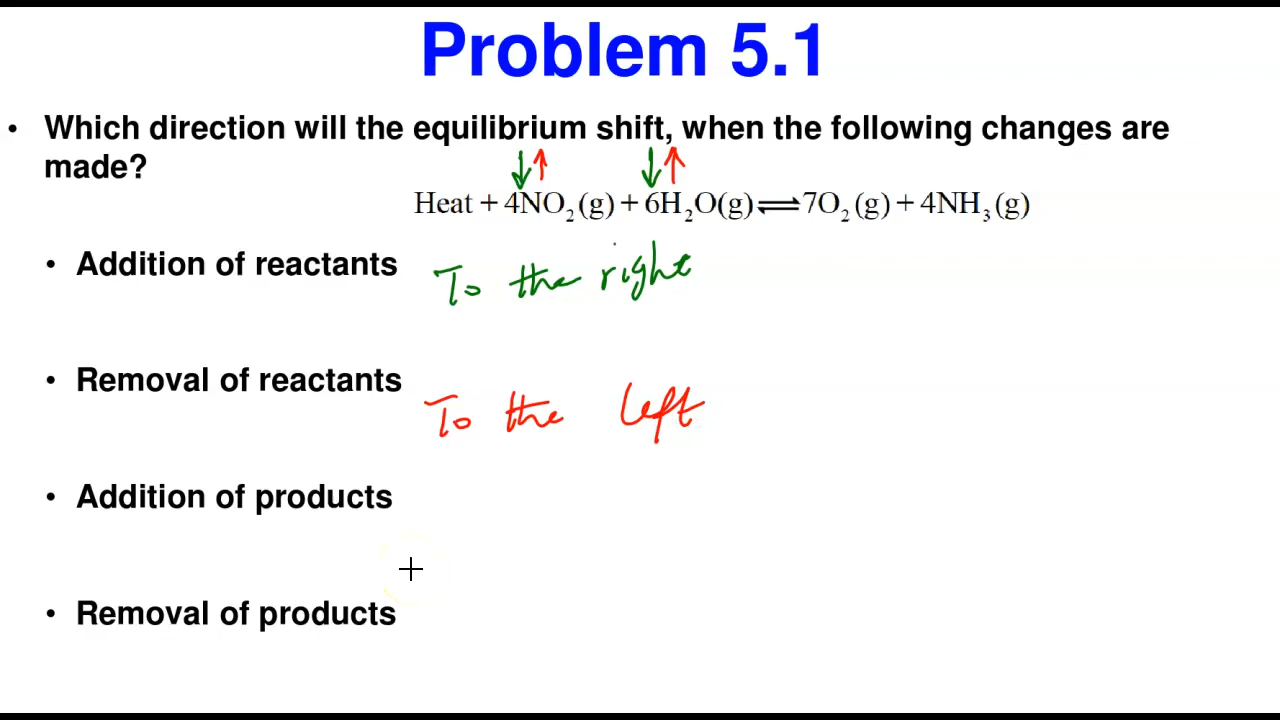 Problem 5.1
• Which direction will the equilibrium shift, when the following changes are
made?
Heat + 4NO₂(g) + 6H₂O(g) ⇌ 7O₂(g) + 4NH₃(g)
• Addition of reactants
To the right
• Removal of reactants
To the left
• Addition of products
• Removal of products